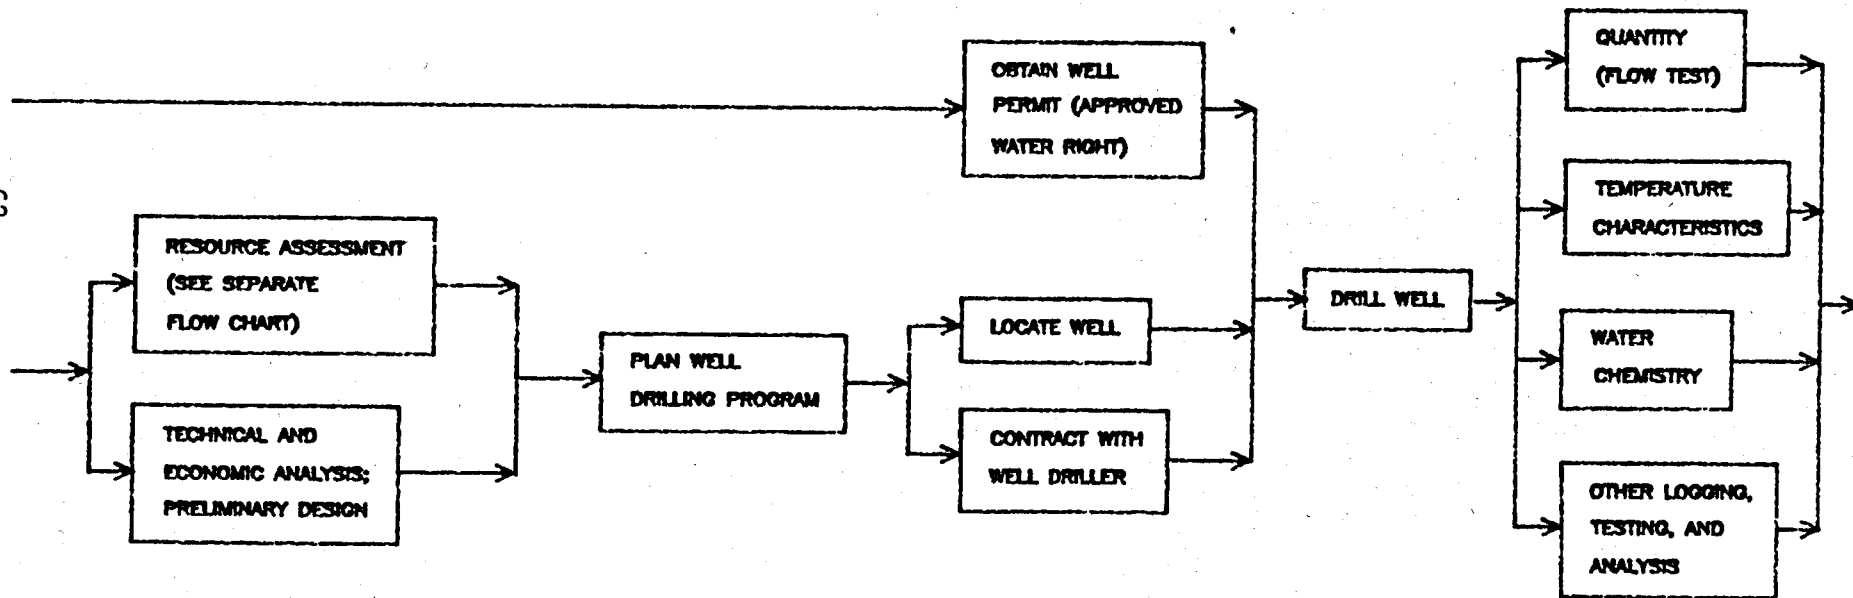 RESOURCE ASSESSMENT
(SEE SEPARATE
FLOW CHART)
TECHNICAL AND
ECONOMIC ANALYSIS;
PRELIMINARY DESIGN
PLAN WELL
DRILLING PROGRAM
OBTAIN WELL
PERMIT (APPROVED
WATER RIGHT)
LOCATE WELL
CONTRACT WITH
WELL DRILLER
DRILL WELL
QUANTITY
(FLOW TEST)
TEMPERATURE
CHARACTERISTICS
WATER
CHEMISTRY
OTHER LOGGING,
TESTING, AND
ANALYSIS